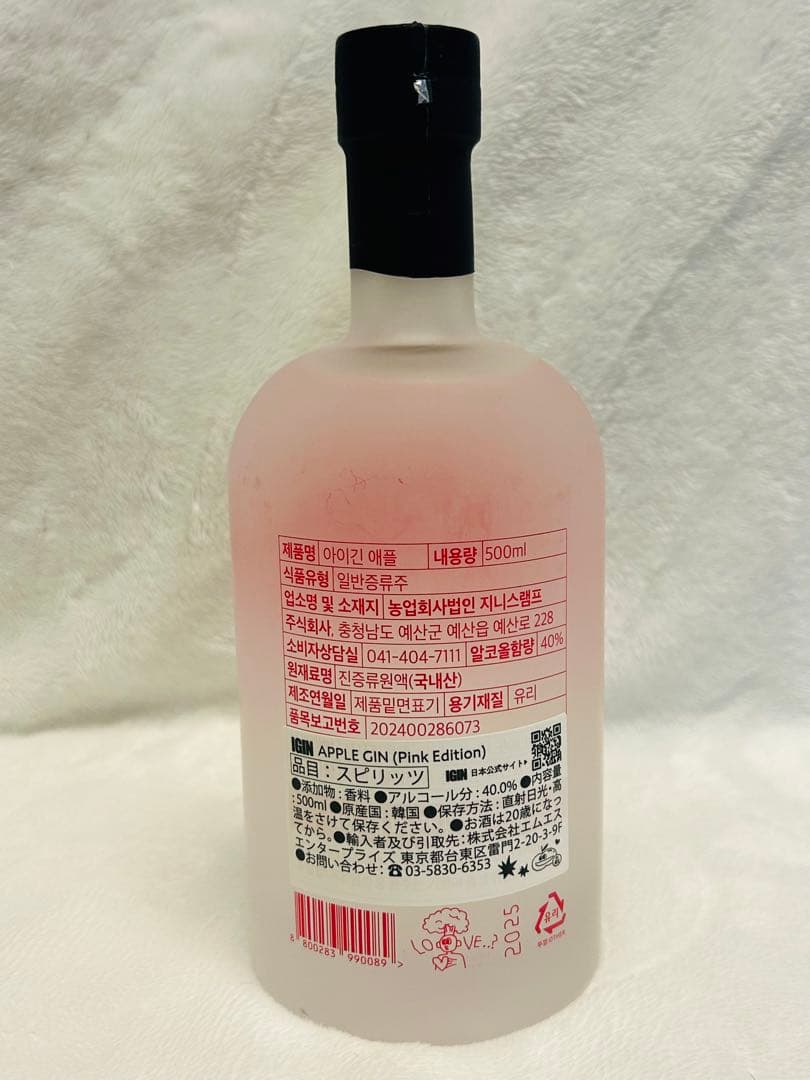 제품명 아이긴 애플 내용량 500ml
식품유형 일반증류주
업소명 및 소재지 농업회사법인 지니스램프
주식회사, 충청남도 예산군 예산읍 예산로 228
소비자상담실 041-404-7111 알코올함량 40%
원재료명 진증류원액(국내산)
제조연월일 제품밑면표기 용기재질 유리
품목보고번호 202400286073
IGIN APPLE GIN (Pink Edition)
品目：スピリッツ IGIN 日本公式サイト▶
●添加物：香料 ●アルコール分：40.0% ●内容量
：500ml ●原産国：韓国 ●保存方法：直射日光・高
温をさけて保存ください。 ●お酒は20歳になっ
てから。●輸入者及び引取先：株式会社エムエス
エンタープライズ 東京都台東区雷門2-20-3-9F
●お問い合わせ：☎03-5830-6353
8 800283 990089 >
LOOVE..?
2025
유리
무색 OTHER